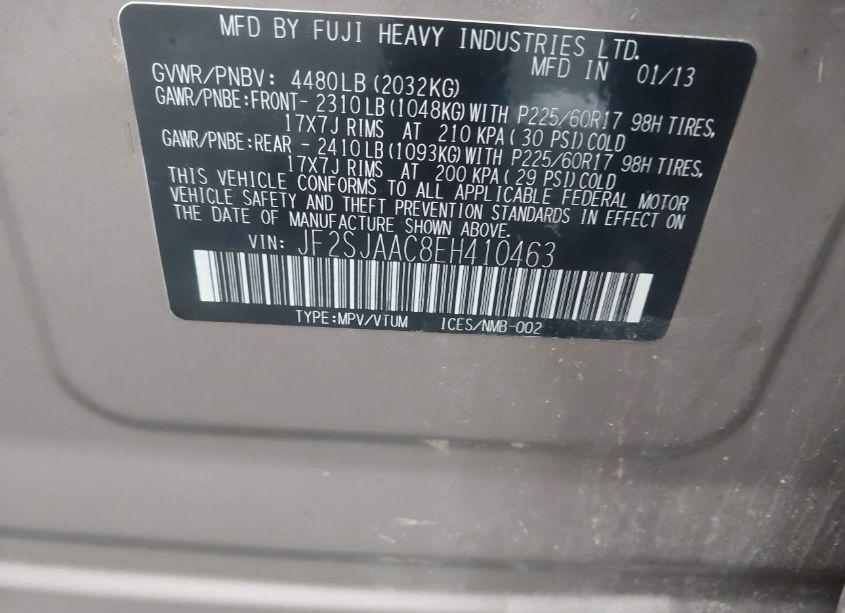 MFD BY FUJI HEAVY INDUSTRIES LTD.
MFD IN 01/13
GVWR/PNBV: 4480LB(2032KG)
GAWR/PNBE:FRONT- 2310LB(1048KG)WITH P225/60R17 98H TIRES,
17X7J RIMS AT 210 KPA( 30 PSI)COLD
GAWR/PNBE:REAR - 2410LB(1093KG)WITH P225/60R17 98H TIRES,
17X7J RIMS AT 200 KPA( 29 PSI)COLD
THIS VEHICLE CONFORMS TO ALL APPLICABLE FEDERAL MOTOR
VEHICLE SAFETY AND THEFT PREVENTION STANDARDS IN EFFECT ON
THE DATE OF MANUFACTURE SHOWN ABOVE.
VIN: JF2SJAAC8EH410463
TYPE:MPV/VTUM ICES/NMB-002